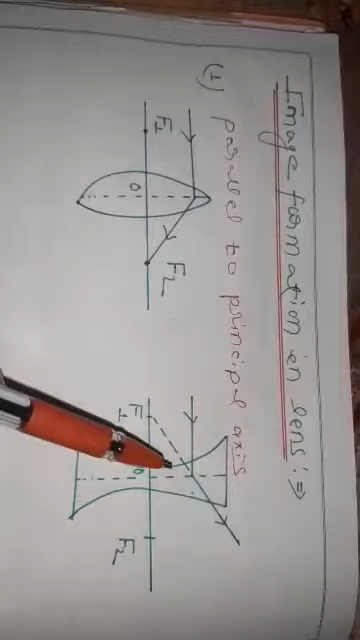 Image formation in lens :⇒
(1) parallel to principal axis
F1 O F2
F1 O F2